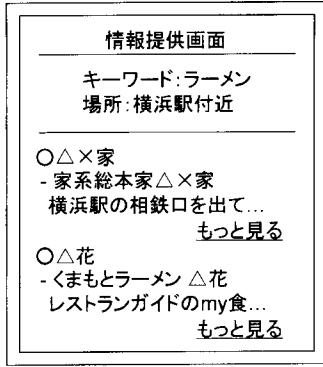 情報提供画面
キーワード:ラーメン
場所:横浜駅付近
○△×家
- 家系総本家△×家
横浜駅の相鉄口を出て...
もっと見る
○△花
- くまもとラーメン △花
レストランガイドのmy食...
もっと見る